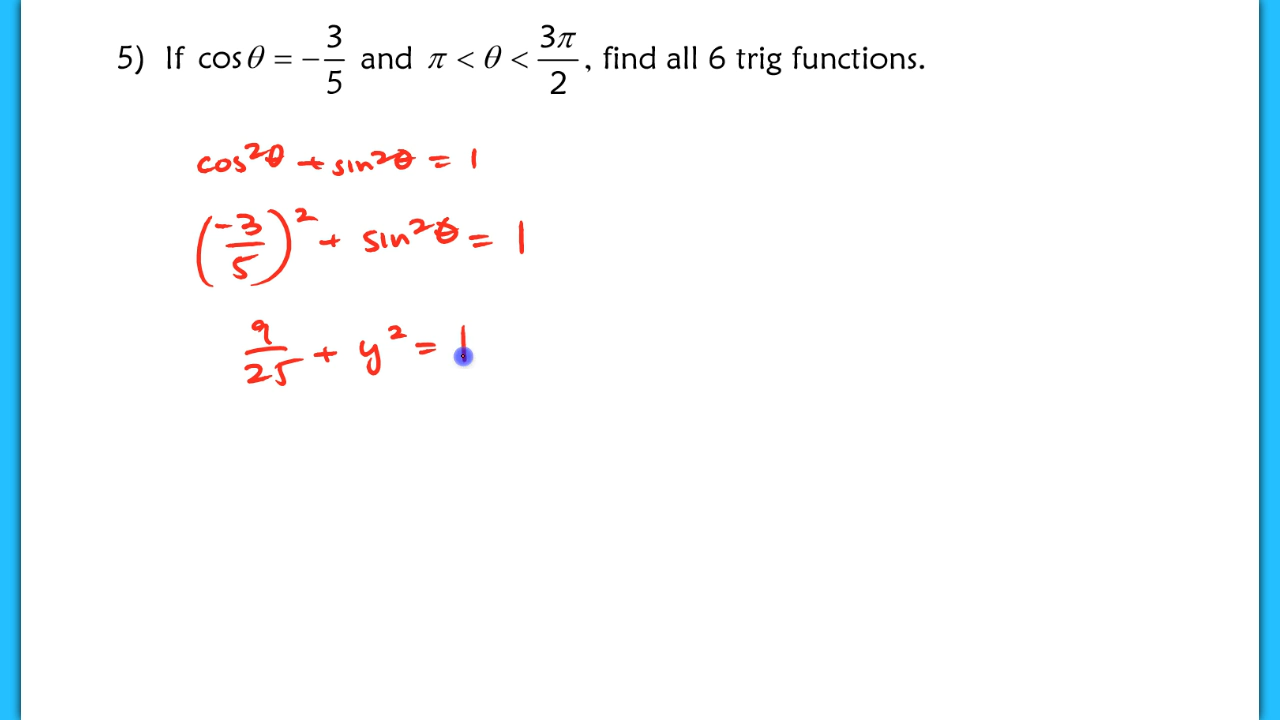 5) If cos θ = −3/5 and π < θ < 3π/2, find all 6 trig functions.
cos²θ + sin²θ = 1
(−3/5)² + sin²θ = 1
9/25 + y² = 1